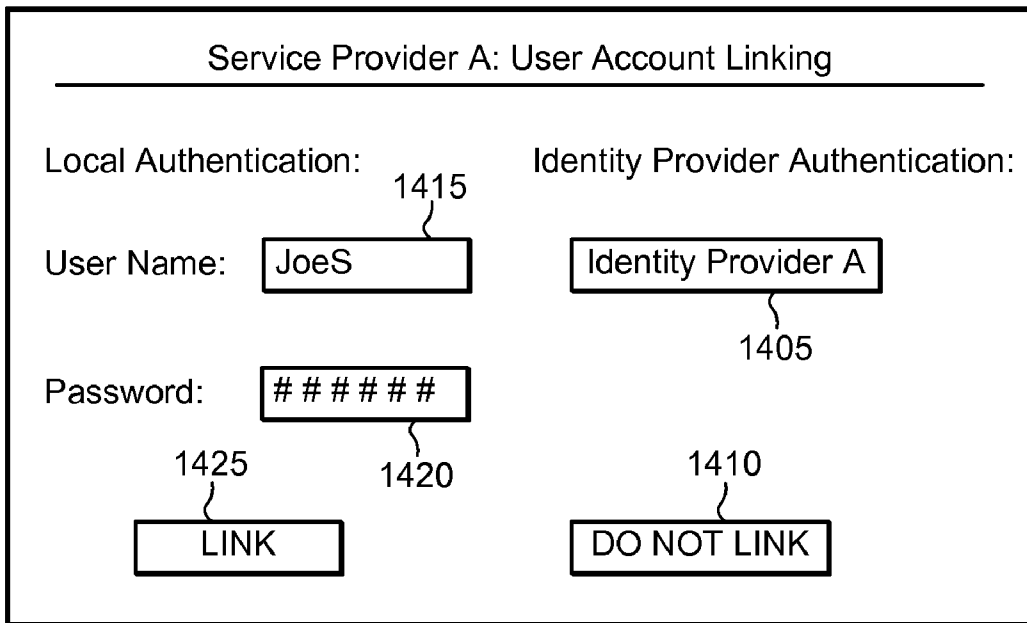 Service Provider A: User Account Linking
Local Authentication: Identity Provider Authentication:
1415
User Name: JoeS Identity Provider A
1405
Password: # # # # # #
1420
1425 1410
LINK DO NOT LINK